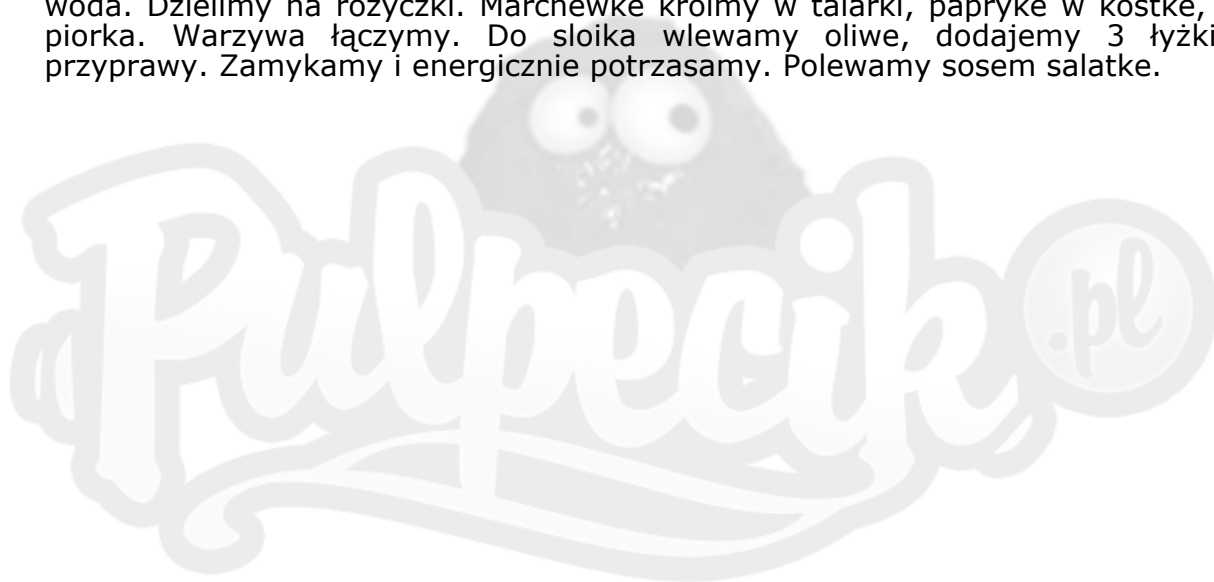 woda. Dzielimy na rozyczki. Marchewke kroimy w talarki, papryke w kostke,
piorka. Warzywa łączymy. Do sloika wlewamy oliwe, dodajemy 3 łyżki
przyprawy. Zamykamy i energicznie potrzasamy. Polewamy sosem salatke.
Pulpecik.pl